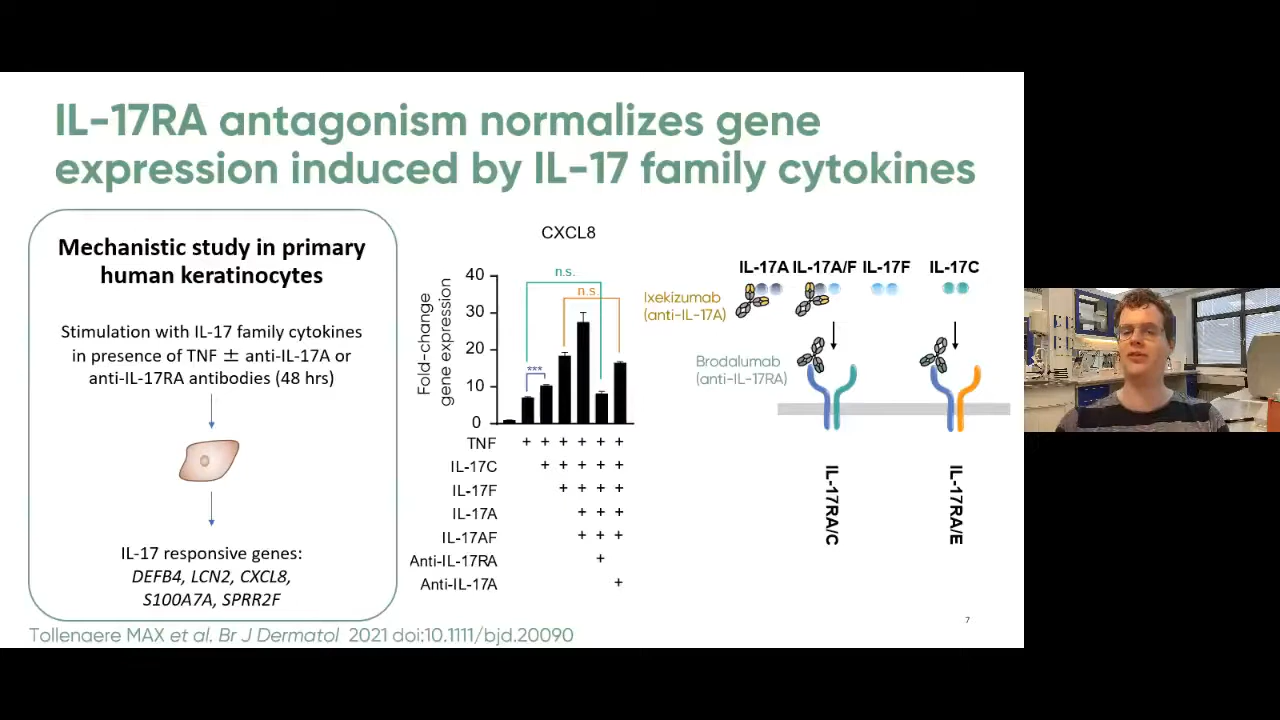 IL-17RA antagonism normalizes gene
expression induced by IL-17 family cytokines
Mechanistic study in primary
human keratinocytes
Stimulation with IL-17 family cytokines
in presence of TNF ± anti-IL-17A or
anti-IL-17RA antibodies (48 hrs)
IL-17 responsive genes:
DEFB4, LCN2, CXCL8,
S100A7A, SPRR2F
CXCL8
Fold-change
gene expression
40
30
20
10
0
n.s.
n.s
***
TNF + + + + + +
IL-17C + + + + +
IL-17F + + + +
IL-17A + + +
IL-17AF + + +
Anti-IL-17RA +
Anti-IL-17A +
IL-17A IL-17A/F IL-17F IL-17C
Ixekizumab
(anti-IL-17A)
Brodalumab
(anti-IL-17RA)
IL-17RA/C
IL-17RA/E
Tollenaere MAX et al. Br J Dermatol 2021 doi:10.1111/bjd.20090
7